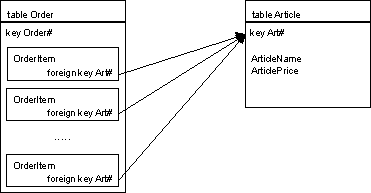 table Order
key Order#
OrderItem
foreign key Art#
OrderItem
foreign key Art#
.....
OrderItem
foreign key Art#
table Article
key Art#
ArticleName
ArticlePrice